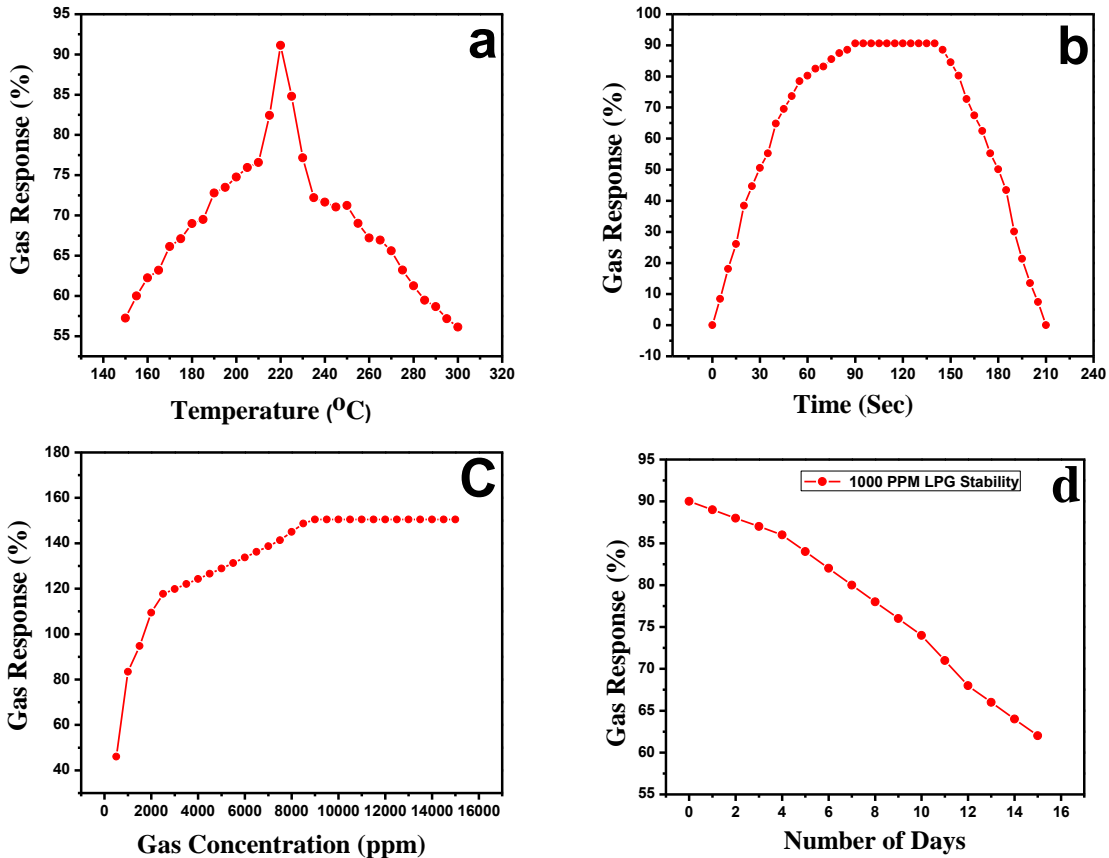 a
95
90
85
80
75
70
65
60
55
Gas Response (%)
140 160 180 200 220 240 260 280 300 320
Temperature (⁰C)
b
100
90
80
70
60
50
40
30
20
10
0
-10
Gas Response (%)
0 30 60 90 120 150 180 210 240
Time (Sec)
C
180
160
140
120
100
80
60
40
Gas Response (%)
0 2000 4000 6000 8000 10000 12000 14000 16000
Gas Concentration (ppm)
d
1000 PPM LPG Stability
95
90
85
80
75
70
65
60
55
Gas Response (%)
0 2 4 6 8 10 12 14 16
Number of Days